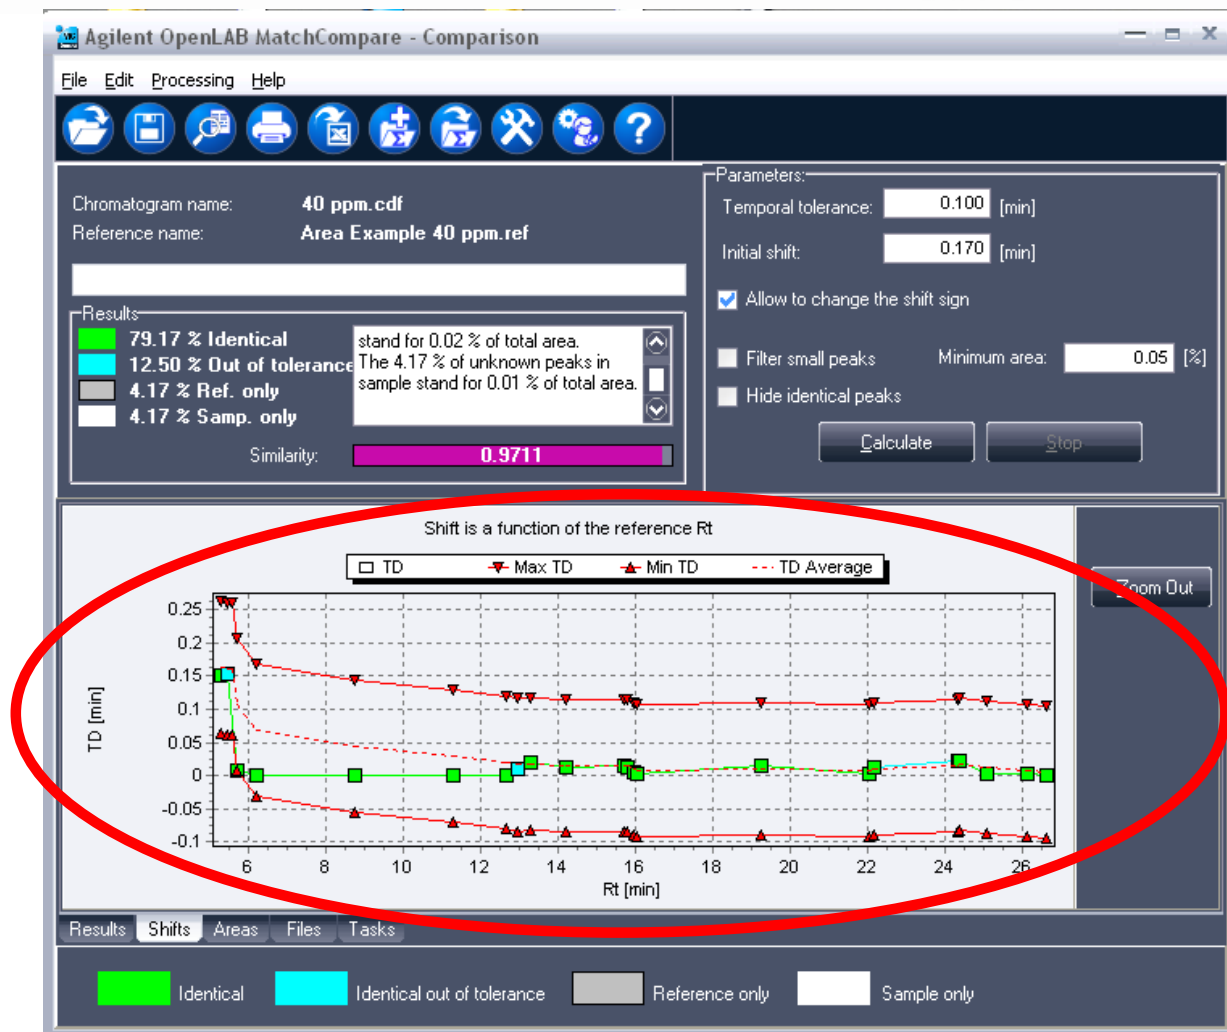 Agilent OpenLAB MatchCompare - Comparison
File Edit Processing Help
Chromatogram name: 40 ppm.cdf
Reference name: Area Example 40 ppm.ref
Results
79.17 % Identical
12.50 % Out of tolerance
4.17 % Ref. only
4.17 % Samp. only
stand for 0.02 % of total area.
The 4.17 % of unknown peaks in
sample stand for 0.01 % of total area.
Similarity: 0.9711
Parameters:
Temporal tolerance: 0.100 [min]
Initial shift: 0.170 [min]
Allow to change the shift sign
Filter small peaks Minimum area: 0.05 [%]
Hide identical peaks
Calculate Stop
Shift is a function of the reference Rt
TD Max TD Min TD TD Average
Zoom Out
TD [min]
0.25
0.2
0.15
0.1
0.05
0
-0.05
-0.1
6 8 10 12 14 16 18 20 22 24 26
Rt [min]
Results Shifts Areas Files Tasks
Identical Identical out of tolerance Reference only Sample only